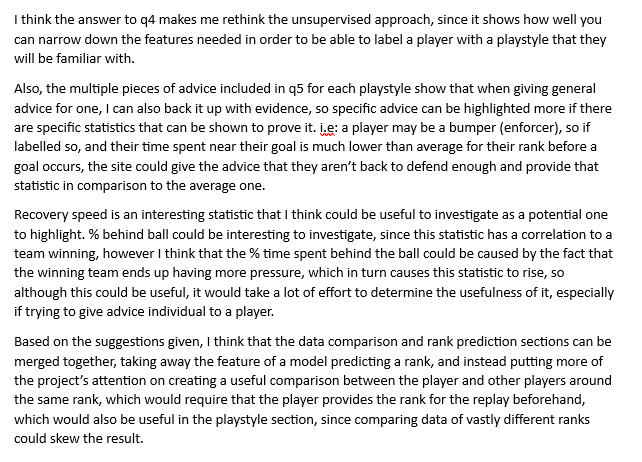 I think the answer to q4 makes me rethink the unsupervised approach, since it shows how well you
can narrow down the features needed in order to be able to label a player with a playstyle that they
will be familiar with.
Also, the multiple pieces of advice included in q5 for each playstyle show that when giving general
advice for one, I can also back it up with evidence, so specific advice can be highlighted more if there
are specific statistics that can be shown to prove it. i.e: a player may be a bumper (enforcer), so if
labelled so, and their time spent near their goal is much lower than average for their rank before a
goal occurs, the site could give the advice that they aren't back to defend enough and provide that
statistic in comparison to the average one.
Recovery speed is an interesting statistic that I think could be useful to investigate as a potential one
to highlight. % behind ball could be interesting to investigate, since this statistic has a correlation to a
team winning, however I think that the % time spent behind the ball could be caused by the fact that
the winning team ends up having more pressure, which in turn causes this statistic to rise, so
although this could be useful, it would take a lot of effort to determine the usefulness of it, especially
if trying to give advice individual to a player.
Based on the suggestions given, I think that the data comparison and rank prediction sections can be
merged together, taking away the feature of a model predicting a rank, and instead putting more of
the project's attention on creating a useful comparison between the player and other players around
the same rank, which would require that the player provides the rank for the replay beforehand,
which would also be useful in the playstyle section, since comparing data of vastly different ranks
could skew the result.